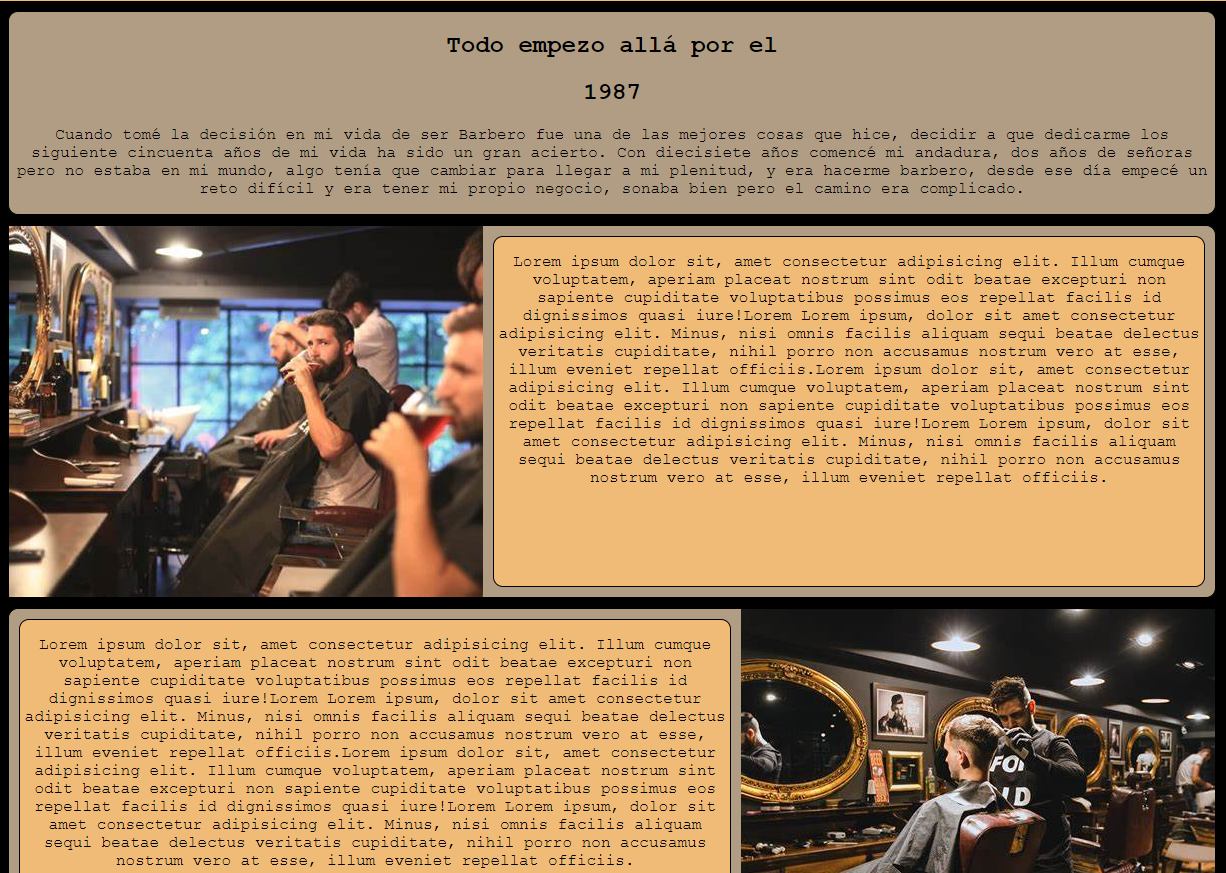 Todo empezo allá por el
1987
Cuando tomé la decisión en mi vida de ser Barbero fue una de las mejores cosas que hice, decidir a que dedicarme los
siguiente cincuenta años de mi vida ha sido un gran acierto. Con diecisiete años comencé mi andadura, dos años de señoras
pero no estaba en mi mundo, algo tenía que cambiar para llegar a mi plenitud, y era hacerme barbero, desde ese día empecé un
reto difícil y era tener mi propio negocio, sonaba bien pero el camino era complicado.
Lorem ipsum dolor sit, amet consectetur adipisicing elit. Illum cumque
voluptatem, aperiam placeat nostrum sint odit beatae excepturi non
sapiente cupiditate voluptatibus possimus eos repellat facilis id
dignissimos quasi iure!Lorem Lorem ipsum, dolor sit amet consectetur
adipisicing elit. Minus, nisi omnis facilis aliquam sequi beatae delectus
veritatis cupiditate, nihil porro non accusamus nostrum vero at esse,
illum eveniet repellat officiis.Lorem ipsum dolor sit, amet consectetur
adipisicing elit. Illum cumque voluptatem, aperiam placeat nostrum sint
odit beatae excepturi non sapiente cupiditate voluptatibus possimus eos
repellat facilis id dignissimos quasi iure!Lorem Lorem ipsum, dolor sit
amet consectetur adipisicing elit. Minus, nisi omnis facilis aliquam
sequi beatae delectus veritatis cupiditate, nihil porro non accusamus
nostrum vero at esse, illum eveniet repellat officiis.
Lorem ipsum dolor sit, amet consectetur adipisicing elit. Illum cumque
voluptatem, aperiam placeat nostrum sint odit beatae excepturi non
sapiente cupiditate voluptatibus possimus eos repellat facilis id
dignissimos quasi iure!Lorem Lorem ipsum, dolor sit amet consectetur
adipisicing elit. Minus, nisi omnis facilis aliquam sequi beatae delectus
veritatis cupiditate, nihil porro non accusamus nostrum vero at esse,
illum eveniet repellat officiis.Lorem ipsum dolor sit, amet consectetur
adipisicing elit. Illum cumque voluptatem, aperiam placeat nostrum sint
odit beatae excepturi non sapiente cupiditate voluptatibus possimus eos
repellat facilis id dignissimos quasi iure!Lorem Lorem ipsum, dolor sit
amet consectetur adipisicing elit. Minus, nisi omnis facilis aliquam
sequi beatae delectus veritatis cupiditate, nihil porro non accusamus
nostrum vero at esse, illum eveniet repellat officiis.